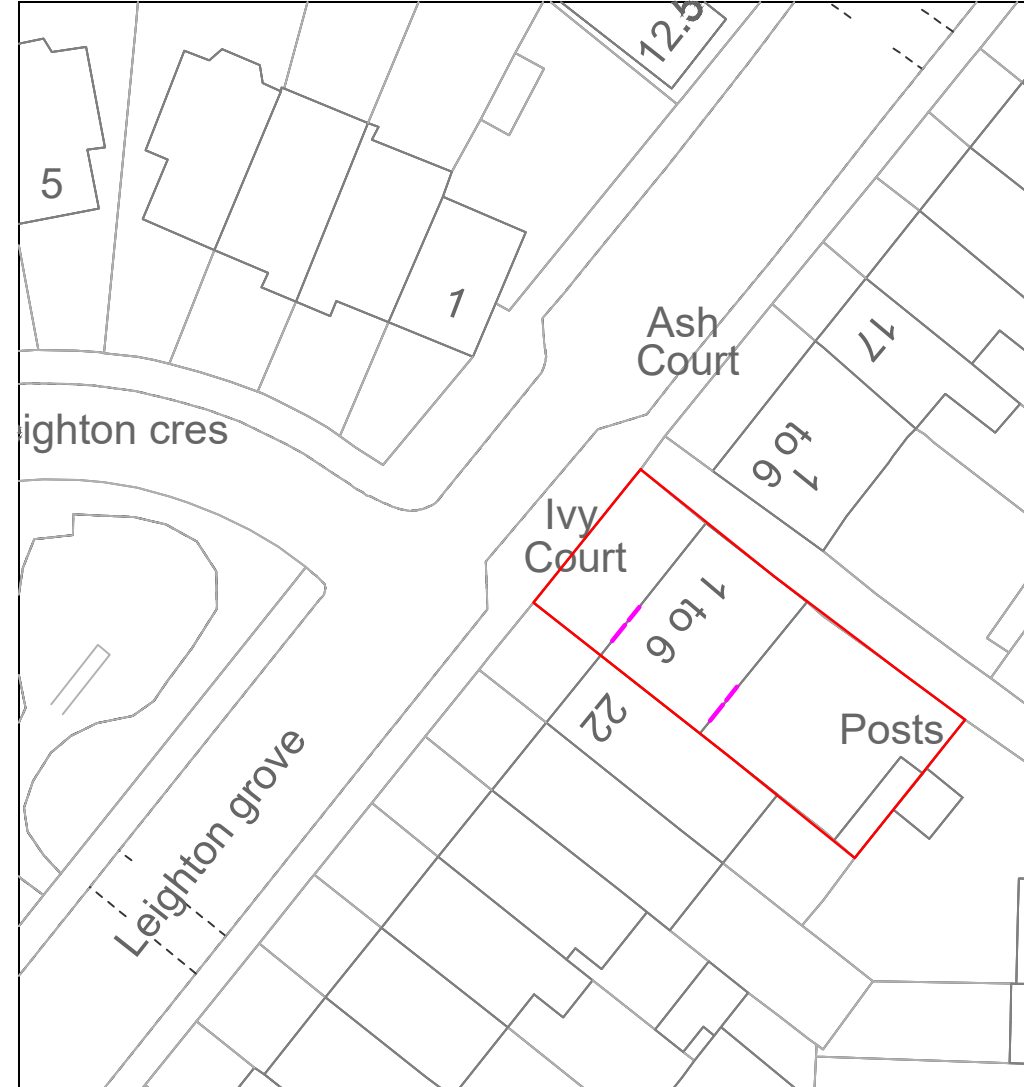 12.5
5
1
Ash
Court
17
ighton cres
1
to 6
Ivy
Court
1 to 6
22
Posts
Leighton grove